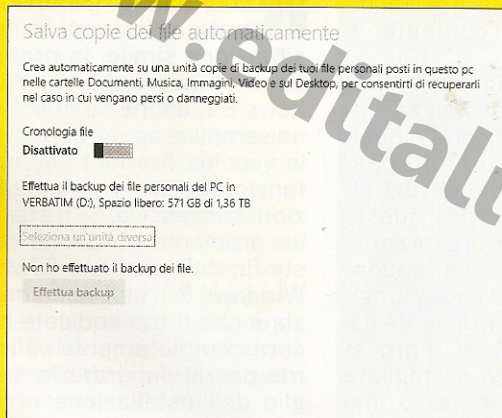 Salva copie dei file automaticamente
Crea automaticamente su una unità copie di backup dei tuoi file personali posti in questo pc
nelle cartelle Documenti, Musica, Immagini, Video e sul Desktop, per consentirti di recuperarli
nel caso in cui vengano persi o danneggiati.
Cronologia file
Disattivato
Effettua il backup dei file personali del PC in
VERBATIM (D:), Spazio libero: 571 GB di 1,36 TB
Seleziona un'unità diversa
Non ho effettuato il backup dei file.
Effettua backup
w.editall